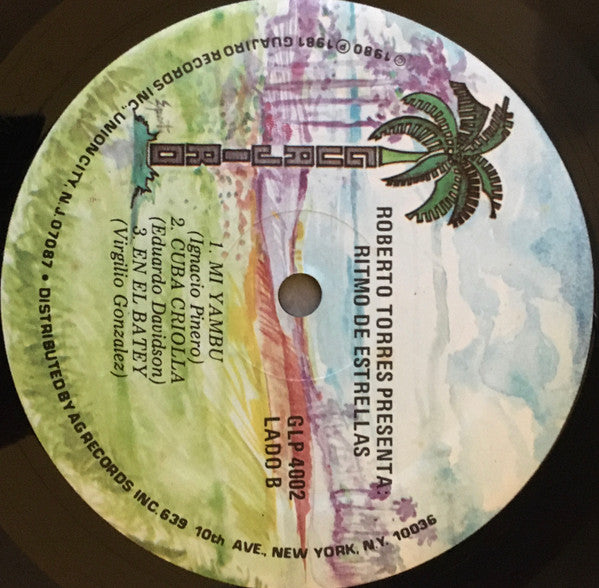 GUAJIRO
ROBERTO TORRES PRESENTA:
RITMO DE ESTRELLAS
GLP 4002
LADO B
1. MI YAMBU
(Ignacio Pinero)
2. CUBA CRIOLLA
(Eduardo Davidson)
3. EN EL BATEY
(Virgilio Gonzalez)
© 1980 ℗ 1981 GUAJIRO RECORDS INC., UNION CITY, N.J. 07087 • DISTRIBUTED BY AG RECORDS INC. 639 10th AVE., NEW YORK, N.Y. 10036